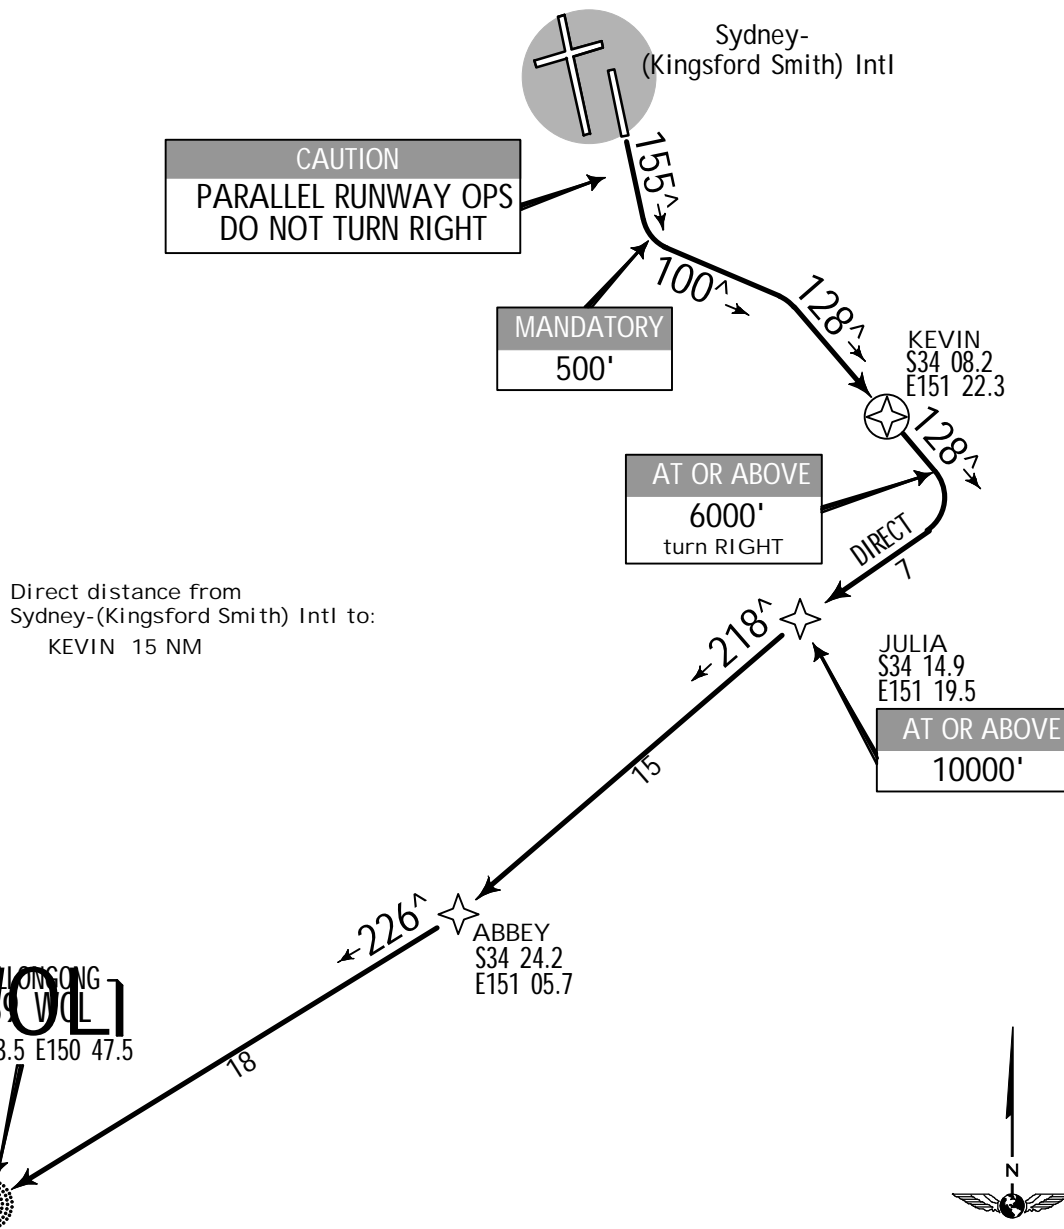 Sydney-
(Kingsford Smith) Intl
CAUTION
PARALLEL RUNWAY OPS
DO NOT TURN RIGHT
155^
100^
128^
MANDATORY
500'
KEVIN
S34 08.2
E151 22.3
128^
AT OR ABOVE
6000'
turn RIGHT
DIRECT
7
Direct distance from
Sydney-(Kingsford Smith) Intl to:
KEVIN 15 NM
218^
JULIA
S34 14.9
E151 19.5
AT OR ABOVE
10000'
15
226^
ABBEY
S34 24.2
E151 05.7
WOL
E150 47.5
18
N